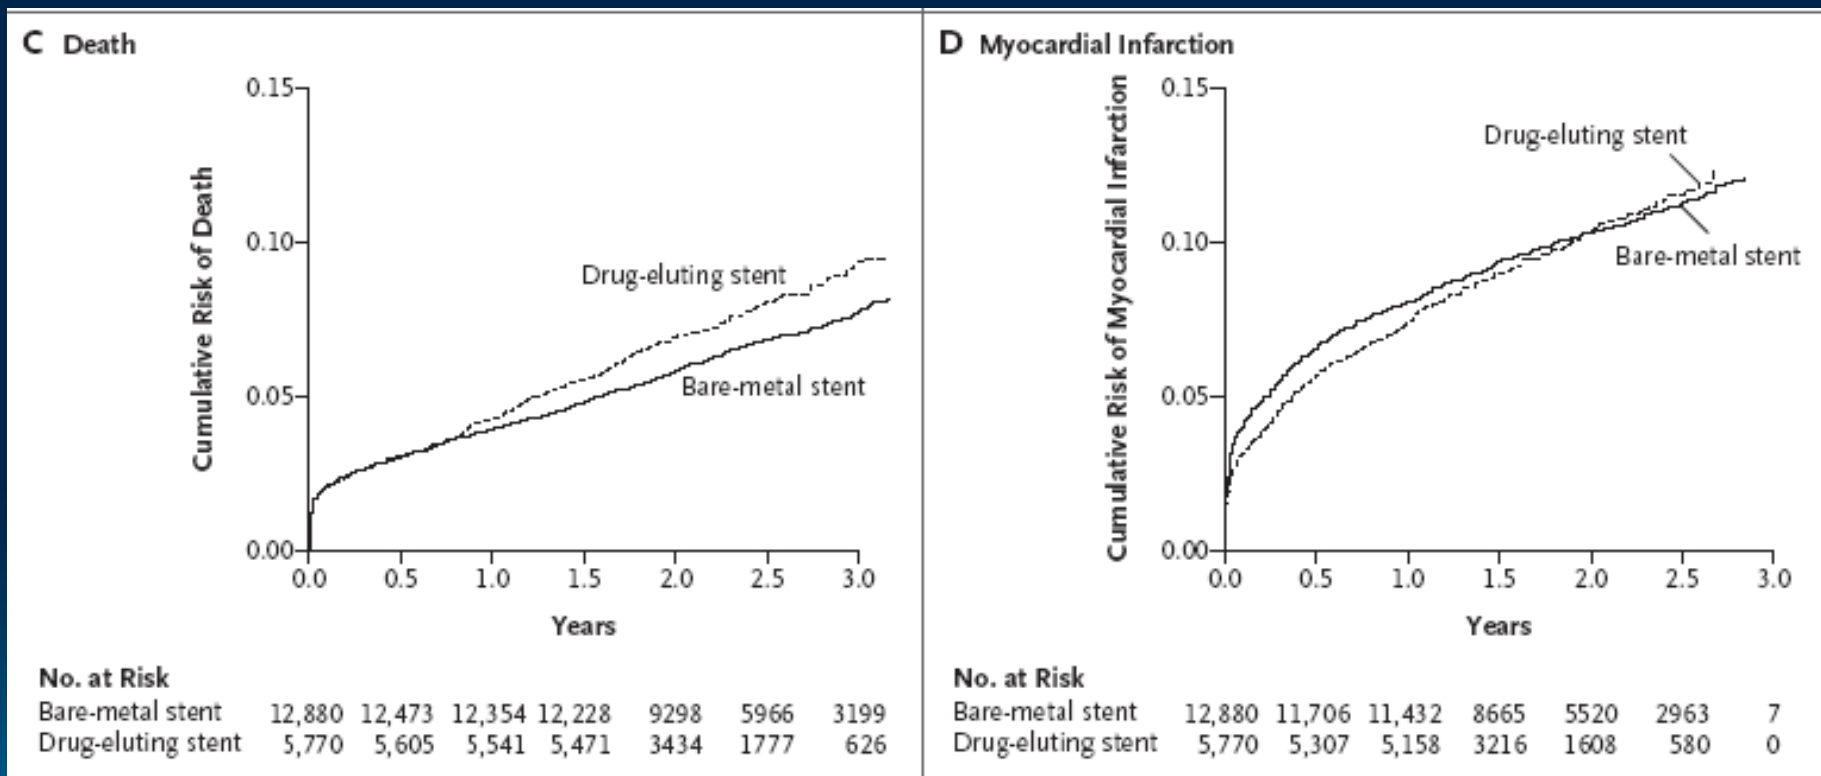 C Death
Cumulative Risk of Death
0.15
0.10
0.05
0.00
Drug-eluting stent
Bare-metal stent
0.0 0.5 1.0 1.5 2.0 2.5 3.0
Years
No. at Risk
Bare-metal stent 12,880 12,473 12,354 12,228 9298 5966 3199
Drug-eluting stent 5,770 5,605 5,541 5,471 3434 1777 626
D Myocardial Infarction
Cumulative Risk of Myocardial Infarction
0.15
0.10
0.05
0.00
Drug-eluting stent
Bare-metal stent
0.0 0.5 1.0 1.5 2.0 2.5 3.0
Years
No. at Risk
Bare-metal stent 12,880 11,706 11,432 8665 5520 2963 7
Drug-eluting stent 5,770 5,307 5,158 3216 1608 580 0